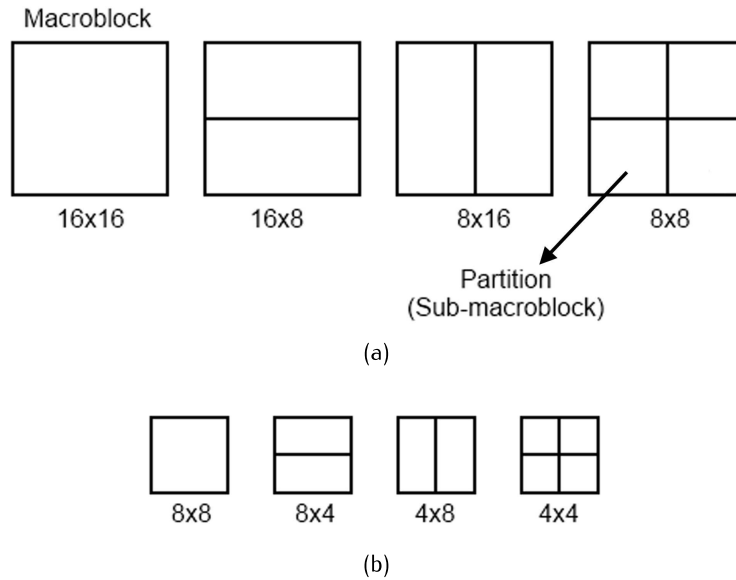 Macroblock
16x16 16x8 8x16 8x8
Partition
(Sub-macroblock)
(a)
8x8 8x4 4x8 4x4
(b)